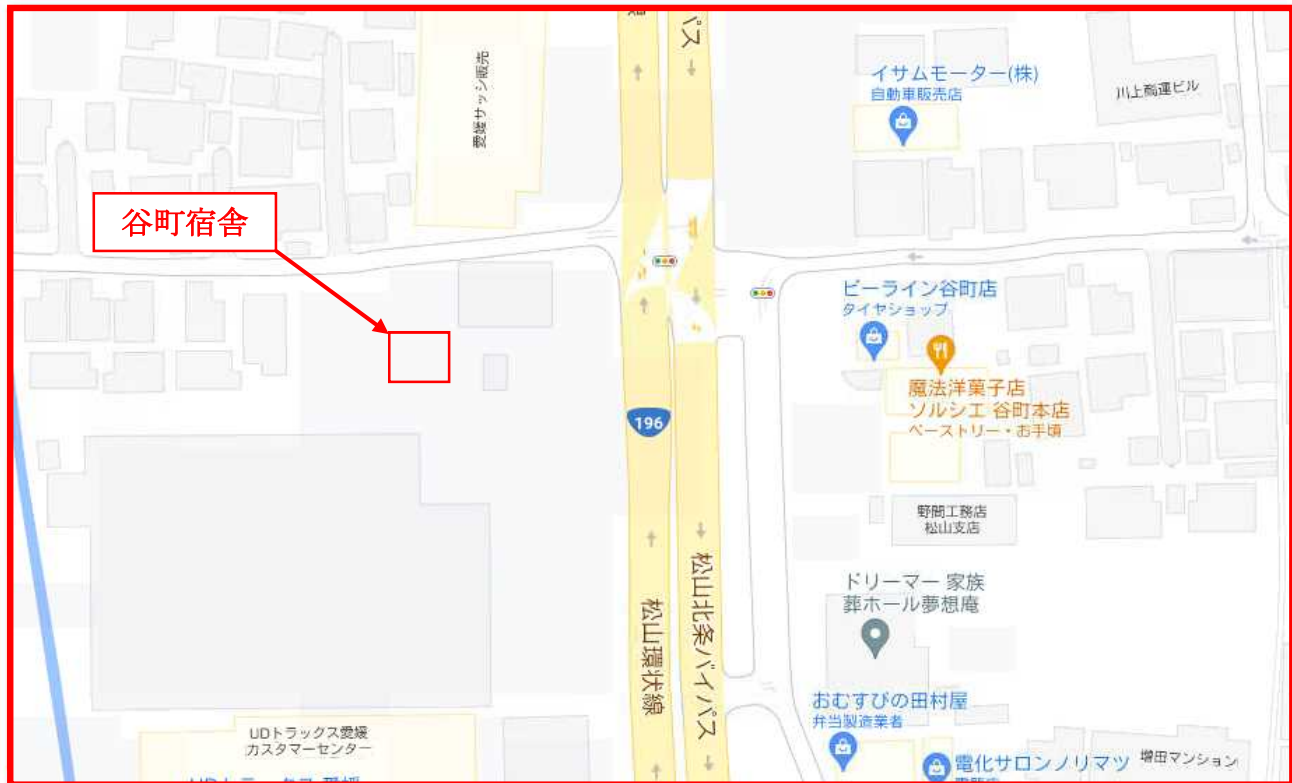 バイパス
イサムモーター(株)
自動車販売店
川上商運ビル
愛媛サッシ販売
谷町宿舎
ビーライン谷町店
タイヤショップ
魔法洋菓子店
ソルシエ 谷町本店
ペーストリー・お手頃
196
野間工務店
松山支店
松山北条バイパス
松山環状線
ドリーマー 家族
葬ホール夢想庵
おむすびの田村屋
弁当製造業者
UDトラックス愛媛
カスタマーセンター
電化サロンノリマツ
増田マンション